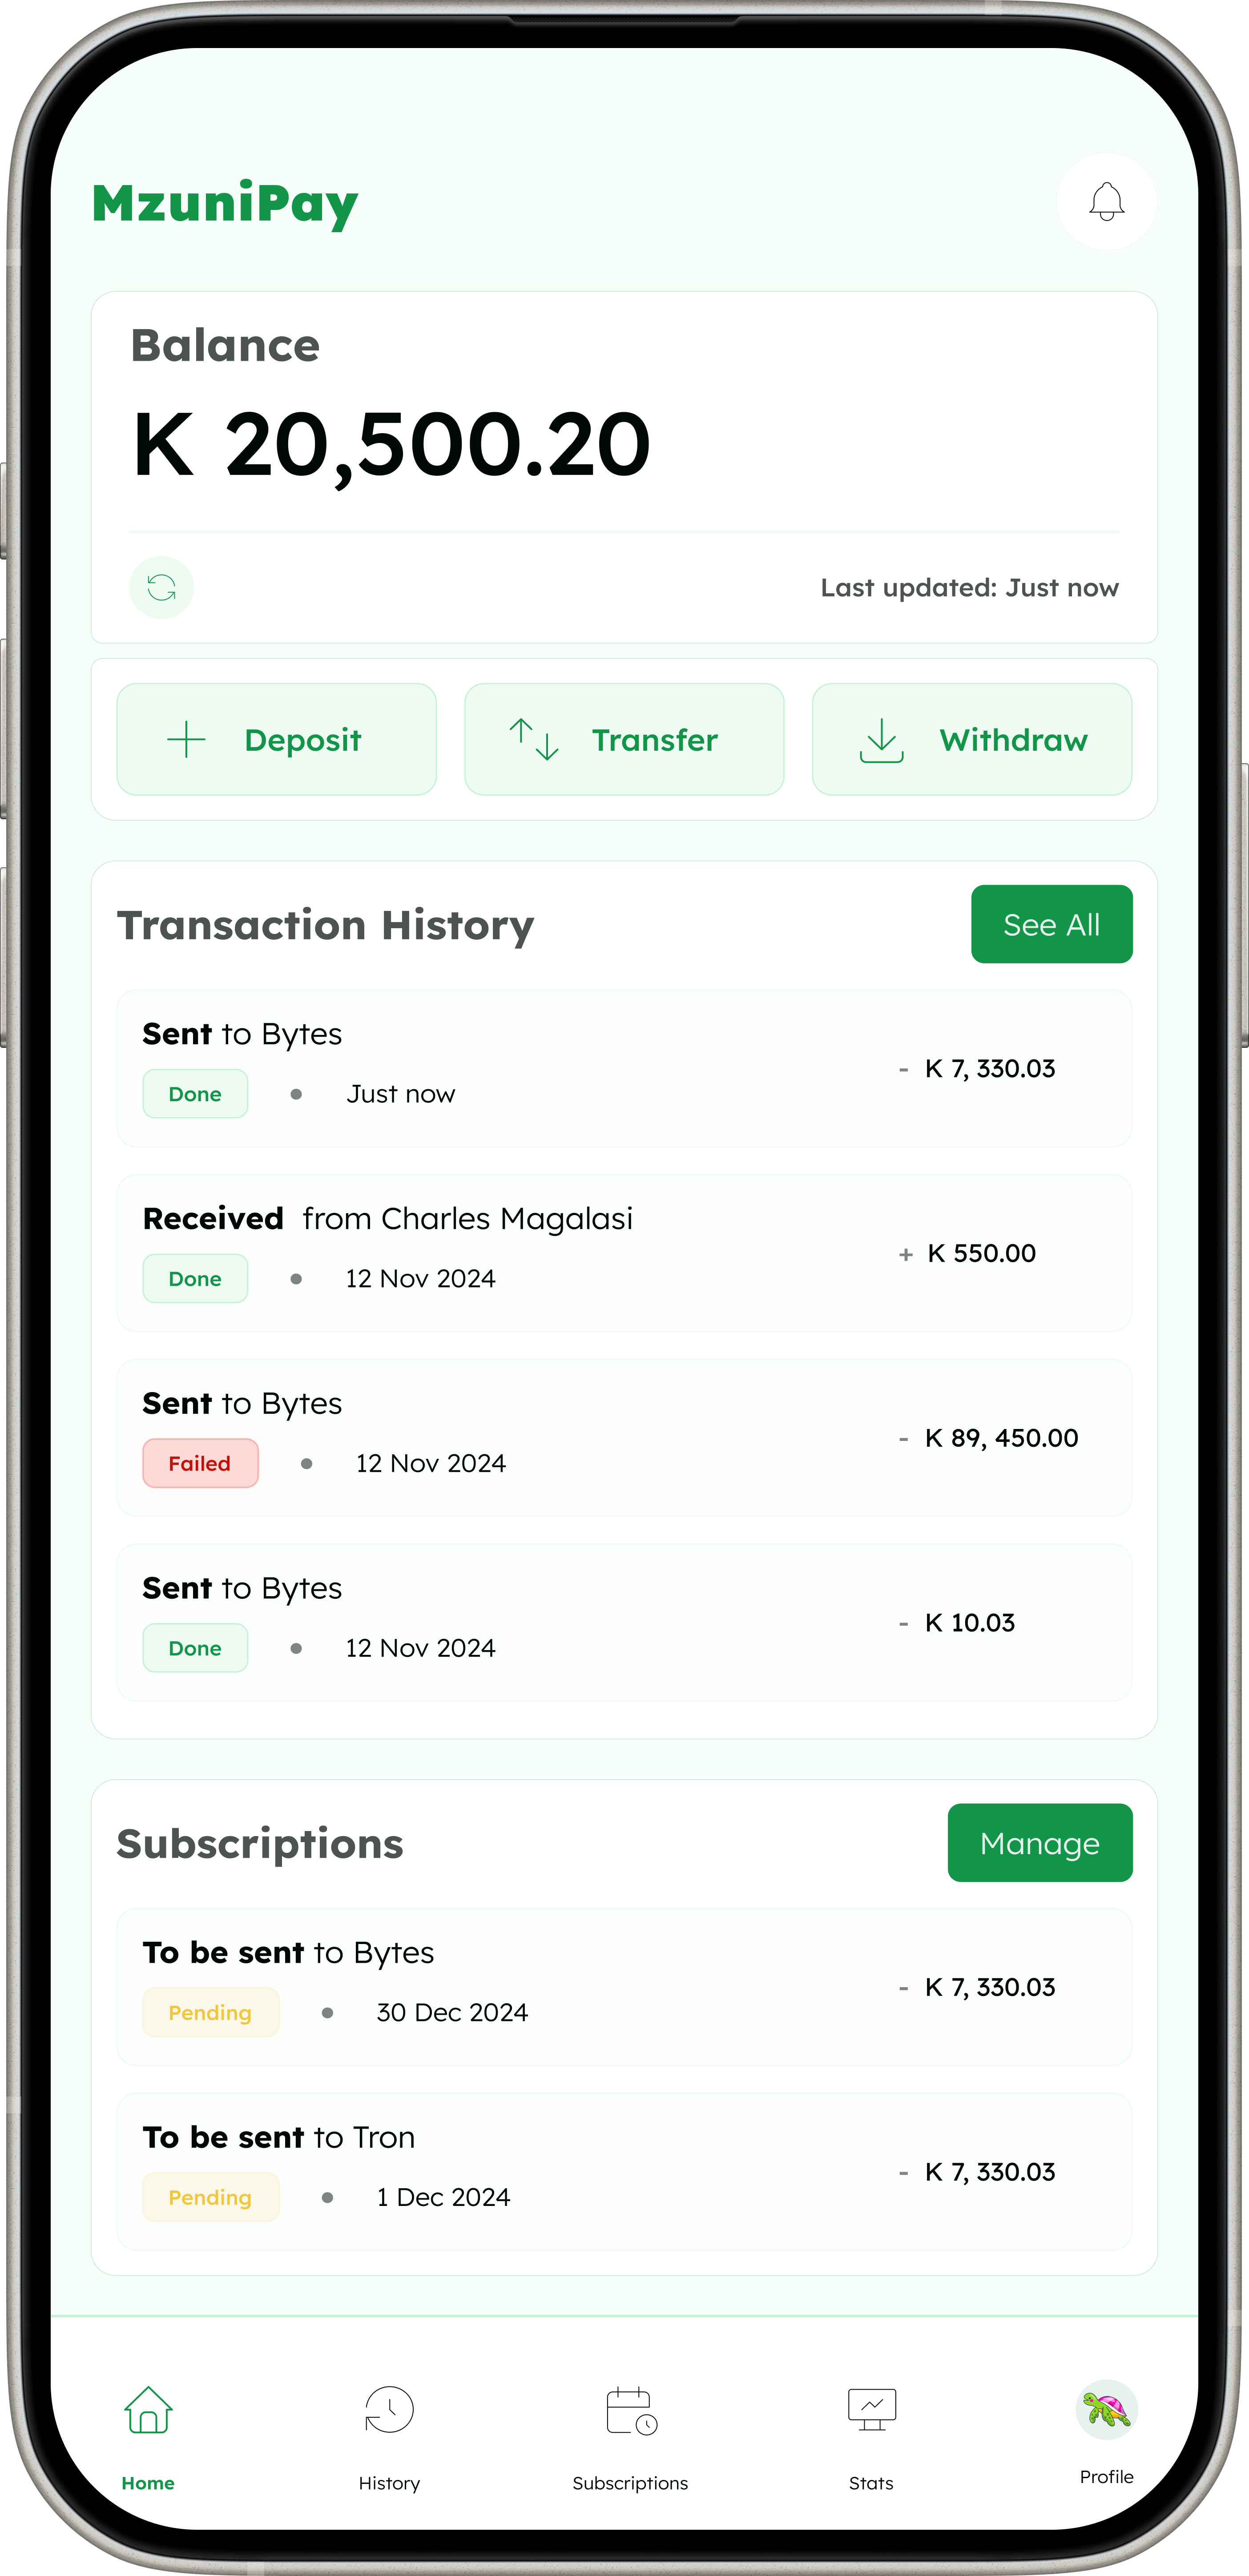 MzuniPay
Balance
K 20,500.20
Last updated: Just now
Deposit
Transfer
Withdraw
Transaction History
See All
Sent to Bytes
- K 7, 330.03
Done • Just now
Received from Charles Magalasi
+ K 550.00
Done • 12 Nov 2024
Sent to Bytes
- K 89, 450.00
Failed • 12 Nov 2024
Sent to Bytes
- K 10.03
Done • 12 Nov 2024
Subscriptions
Manage
To be sent to Bytes
- K 7, 330.03
Pending • 30 Dec 2024
To be sent to Tron
- K 7, 330.03
Pending • 1 Dec 2024
Home
History
Subscriptions
Stats
Profile